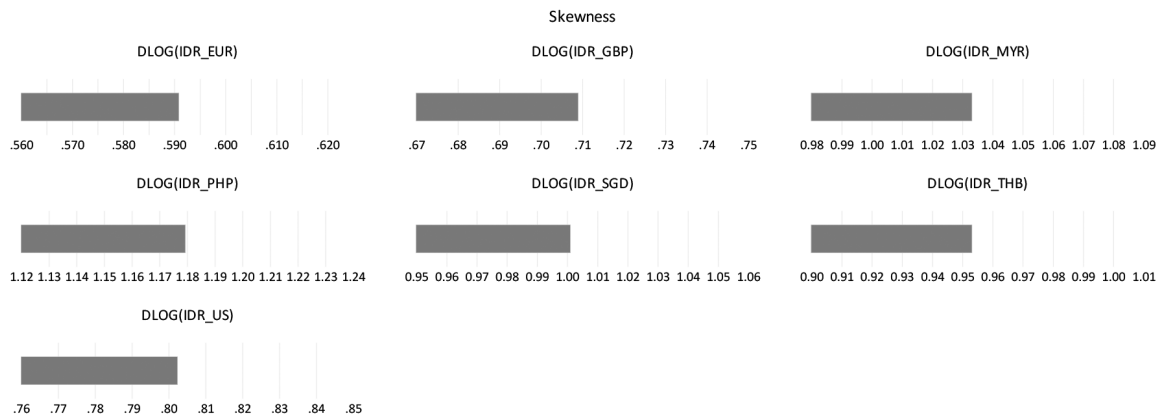 Skewness
DLOG(IDR_EUR)
.560 .570 .580 .590 .600 .610 .620
DLOG(IDR_GBP)
.67 .68 .69 .70 .71 .72 .73 .74 .75
DLOG(IDR_MYR)
0.98 0.99 1.00 1.01 1.02 1.03 1.04 1.05 1.06 1.07 1.08 1.09
DLOG(IDR_PHP)
1.12 1.13 1.14 1.15 1.16 1.17 1.18 1.19 1.20 1.21 1.22 1.23 1.24
DLOG(IDR_SGD)
0.95 0.96 0.97 0.98 0.99 1.00 1.01 1.02 1.03 1.04 1.05 1.06
DLOG(IDR_THB)
0.90 0.91 0.92 0.93 0.94 0.95 0.96 0.97 0.98 0.99 1.00 1.01
DLOG(IDR_US)
.76 .77 .78 .79 .80 .81 .82 .83 .84 .85